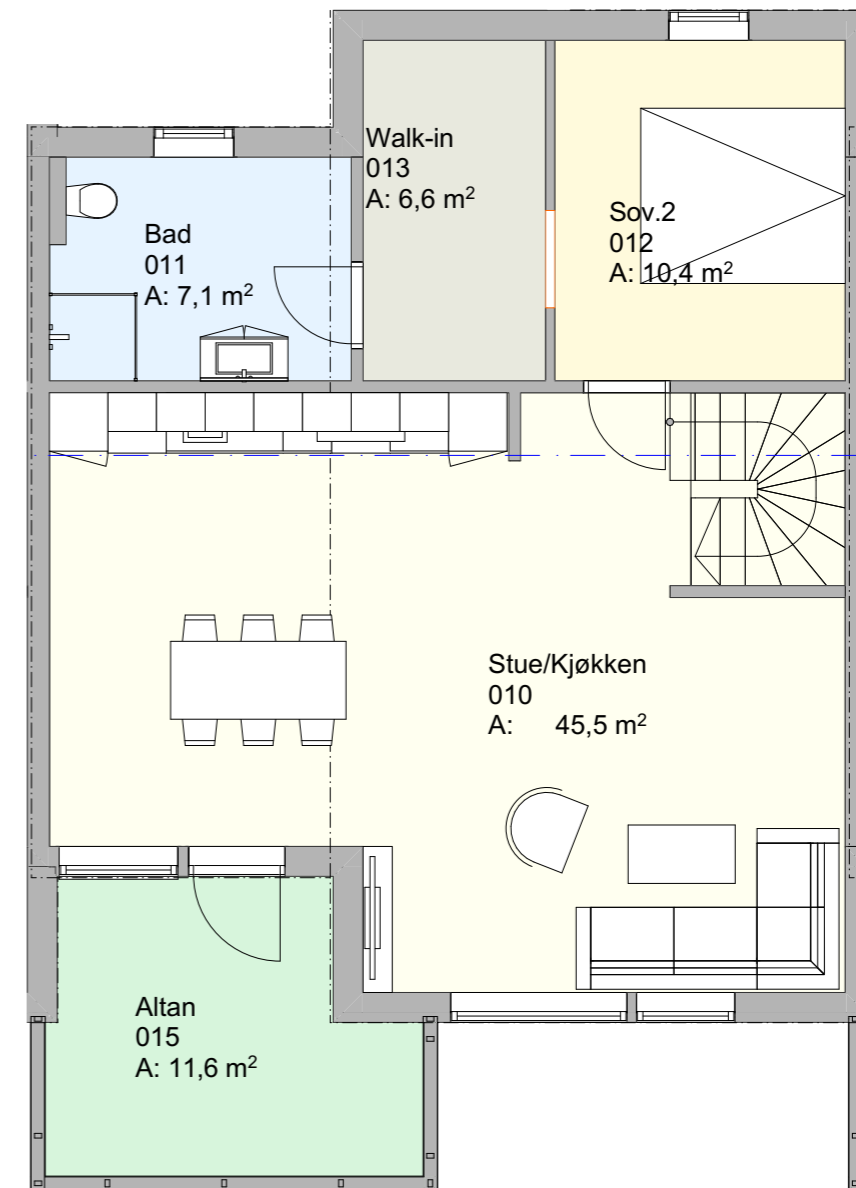 Walk-in
013
A: 6,6 m²
Sov.2
012
A: 10,4 m²
Bad
011
A: 7,1 m²
Stue/Kjøkken
010
A: 45,5 m²
Altan
015
A: 11,6 m²